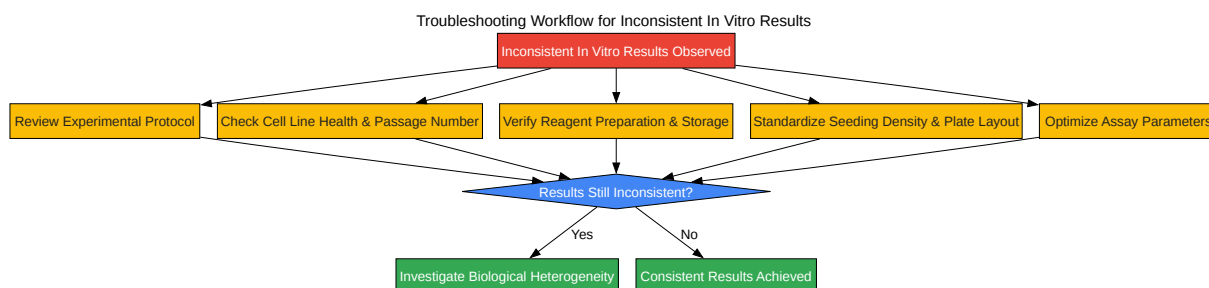 Troubleshooting Workflow for Inconsistent In Vitro Results
Inconsistent In Vitro Results Observed
Review Experimental Protocol
Check Cell Line Health & Passage Number
Verify Reagent Preparation & Storage
Standardize Seeding Density & Plate Layout
Optimize Assay Parameters
Results Still Inconsistent?
Yes
No
Investigate Biological Heterogeneity
Consistent Results Achieved